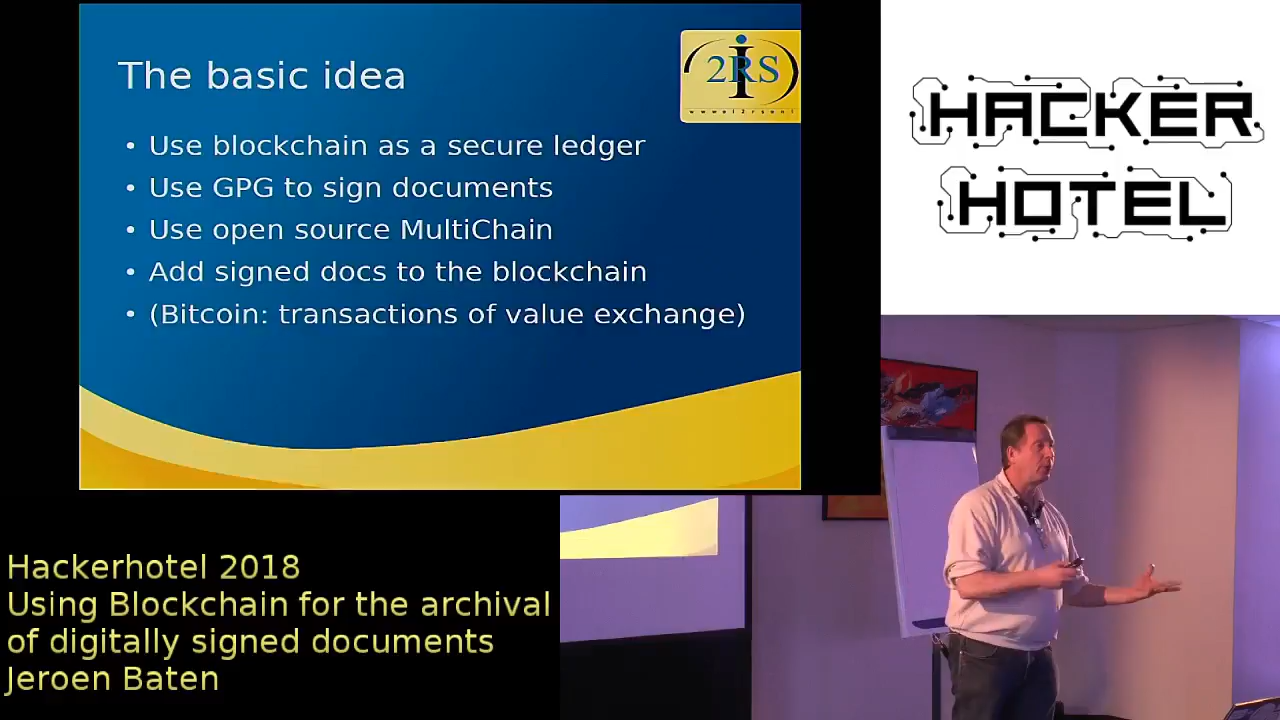 The basic idea
i
2RS
• Use blockchain as a secure ledger
• Use GPG to sign documents
• Use open source MultiChain
• Add signed docs to the blockchain
• (Bitcoin: transactions of value exchange)
HACKER
HOTEL
Hackerhotel 2018
Using Blockchain for the archival
of digitally signed documents
Jeroen Baten